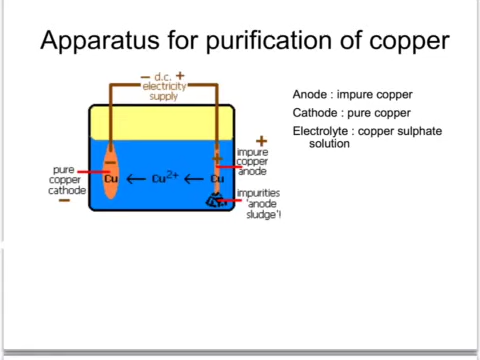 Apparatus for purification of copper
− d.c. +
electricity
supply
Anode : impure copper
Cathode : pure copper
Electrolyte : copper sulphate
solution
+
impure
copper
anode
pure
copper
cathode
−
−
+
Cu ← Cu²⁺ ← Cu
impurities
'anode
sludge'!